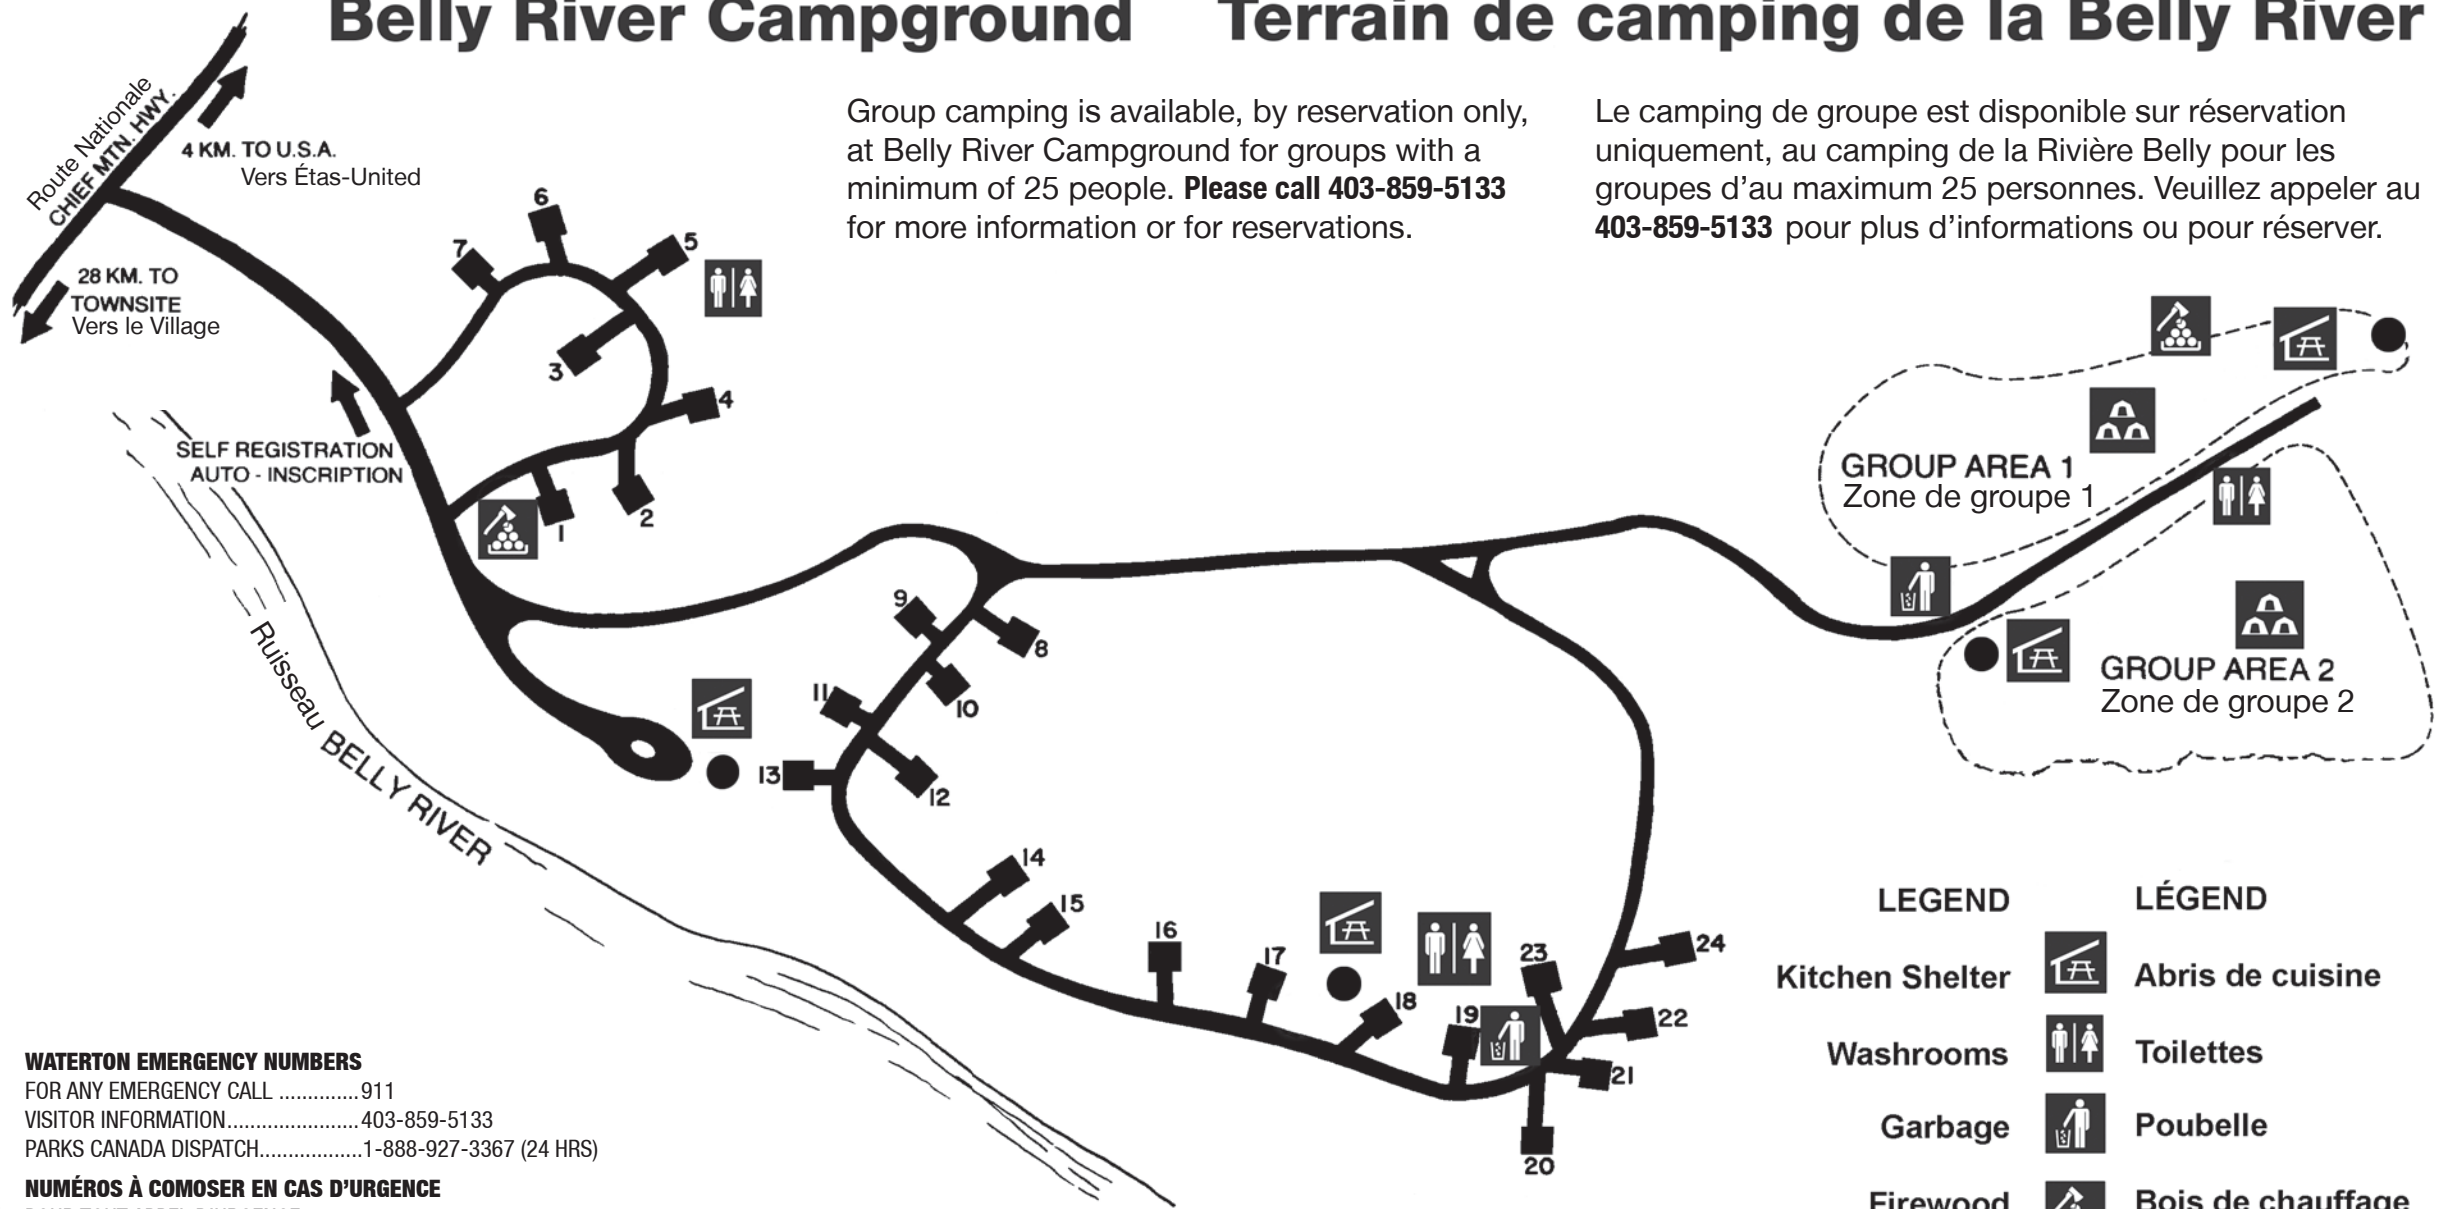 Belly River Campground
Terrain de camping de la Belly River
Route Nationale
CHIEF MTN. HWY.
4 KM. TO U.S.A.
Vers Étas-United
28 KM. TO
TOWNSITE
Vers le Village
Group camping is available, by reservation only,
at Belly River Campground for groups with a
minimum of 25 people. Please call 403-859-5133
for more information or for reservations.
Le camping de groupe est disponible sur réservation
uniquement, au camping de la Rivière Belly pour les
groupes d’au maximum 25 personnes. Veuillez appeler au
403-859-5133 pour plus d’informations ou pour réserver.
6
7
5
3
4
2
1
SELF REGISTRATION
AUTO - INSCRIPTION
GROUP AREA 1
Zone de groupe 1
GROUP AREA 2
Zone de groupe 2
Ruisseau BELLY RIVER
9
8
11
10
13
12
14
15
16
17
18
19
23
24
22
21
20
LEGEND
LÉGEND
Kitchen Shelter
Abris de cuisine
Washrooms
Toilettes
Garbage
Poubelle
Firewood
Bois de chauffage
WATERTON EMERGENCY NUMBERS
FOR ANY EMERGENCY CALL ..............911
VISITOR INFORMATION.......................403-859-5133
PARKS CANADA DISPATCH..................1-888-927-3367 (24 HRS)
NUMÉROS À COMOSER EN CAS D’URGENCE